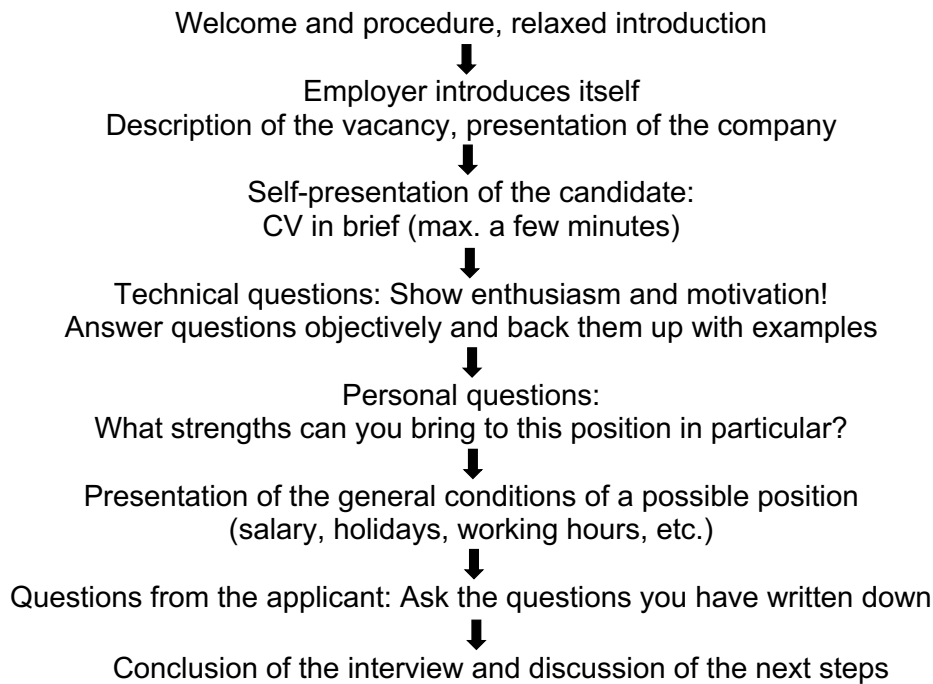 Welcome and procedure, relaxed introduction
Employer introduces itself
Description of the vacancy, presentation of the company
Self-presentation of the candidate:
CV in brief (max. a few minutes)
Technical questions: Show enthusiasm and motivation!
Answer questions objectively and back them up with examples
Personal questions:
What strengths can you bring to this position in particular?
Presentation of the general conditions of a possible position
(salary, holidays, working hours, etc.)
Questions from the applicant: Ask the questions you have written down
Conclusion of the interview and discussion of the next steps